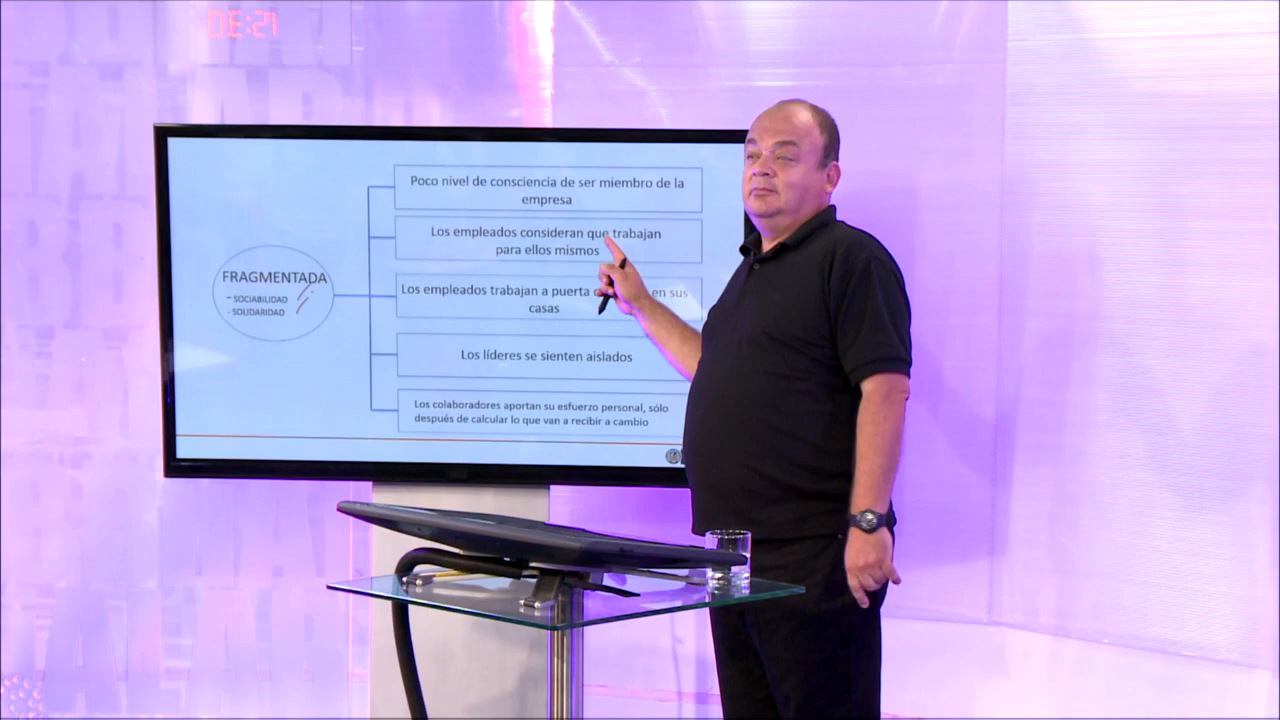 FRAGMENTADA
- SOCIABILIDAD
- SOLIDARIDAD
Poco nivel de consciencia de ser miembro de la
empresa
Los empleados consideran que trabajan
para ellos mismos
Los empleados trabajan a puerta en sus
casas
Los líderes se sienten aislados
Los colaboradores aportan su esfuerzo personal, sólo
después de calcular lo que van a recibir a cambio